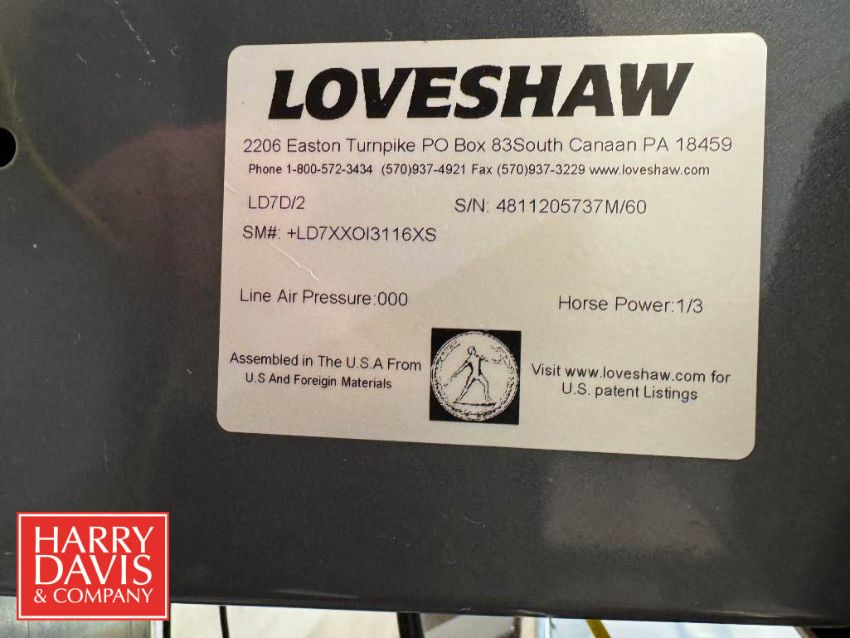 LOVESHAW
2206 Easton Turnpike PO Box 83South Canaan PA 18459
Phone 1-800-572-3434 (570)937-4921 Fax (570)937-3229 www.loveshaw.com
LD7D/2 S/N: 4811205737M/60
SM#: +LD7XXOI3116XS
Line Air Pressure:000 Horse Power:1/3
Assembled in The U.S.A From
U.S And Foreigin Materials
Visit www.loveshaw.com for
U.S. patent Listings
HARRY
DAVIS
& COMPANY